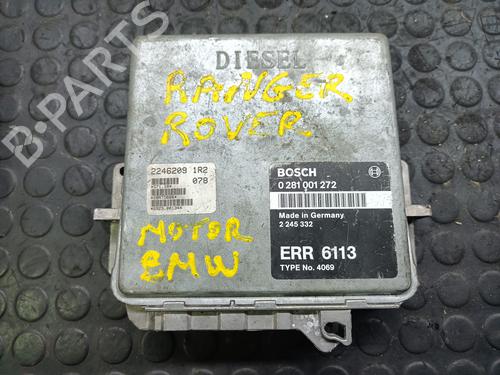 DIESEL
RAINGER
ROVER.
2246209 1R2
078
BOSCH
0 281 001 272
Made in Germany
2 245 332
ERR 6113
TYPE No. 4069
MOTOR
BMW
B-PARTS